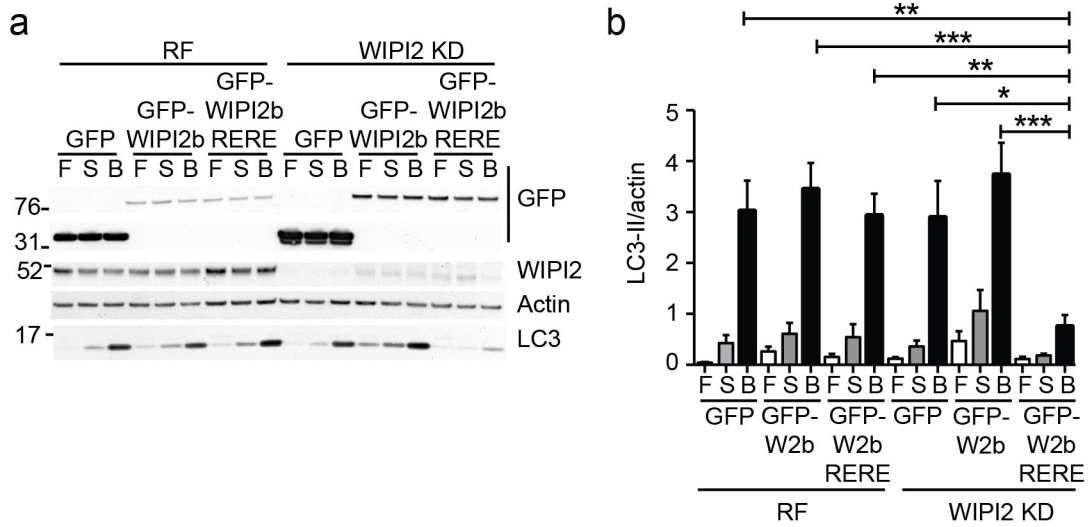 a
RF WIPI2 KD
GFP- GFP-
GFP- WIPI2b GFP- WIPI2b
GFP WIPI2b RERE GFP WIPI2b RERE
F S B F S B F S B F S B F S B F S B
76-
GFP
31-
52- WIPI2
Actin
17- LC3
b
**
***
**
*
***
5
4
3
2
1
0
LC3-II/actin
F S B F S B F S B F S B F S B F S B
GFP GFP- GFP- GFP GFP- GFP-
W2b W2b W2b W2b
RERE RERE
RF WIPI2 KD